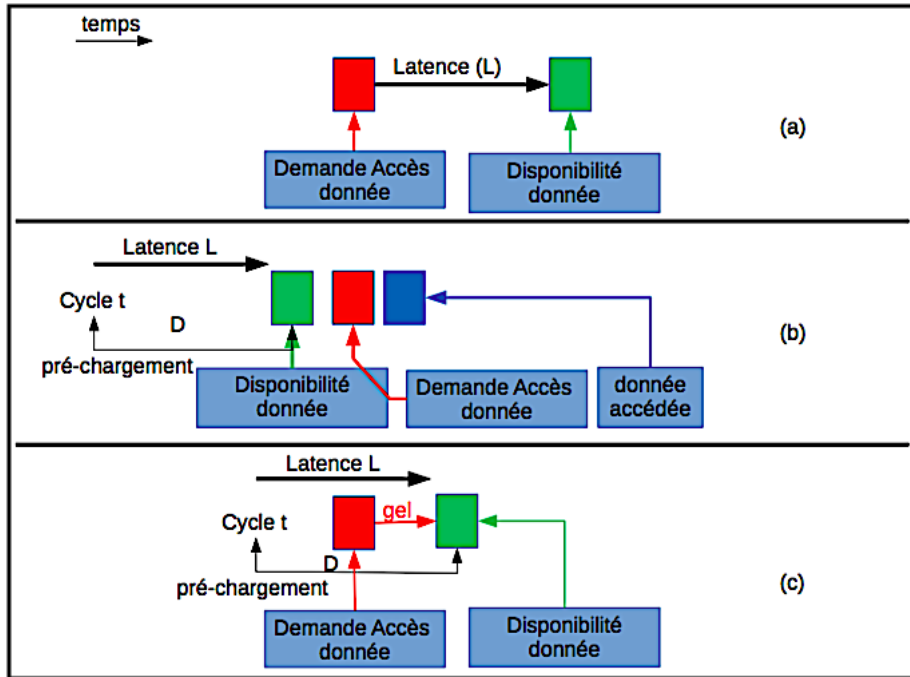 temps
Latence (L)
(a)
Demande Accès
donnée
Disponibilité
donnée
Latence L
Cycle t
D
(b)
pré-chargement
Disponibilité
donnée
Demande Accès
donnée
donnée
accédée
Latence L
gel
Cycle t
D
pré-chargement
(c)
Demande Accès
donnée
Disponibilité
donnée